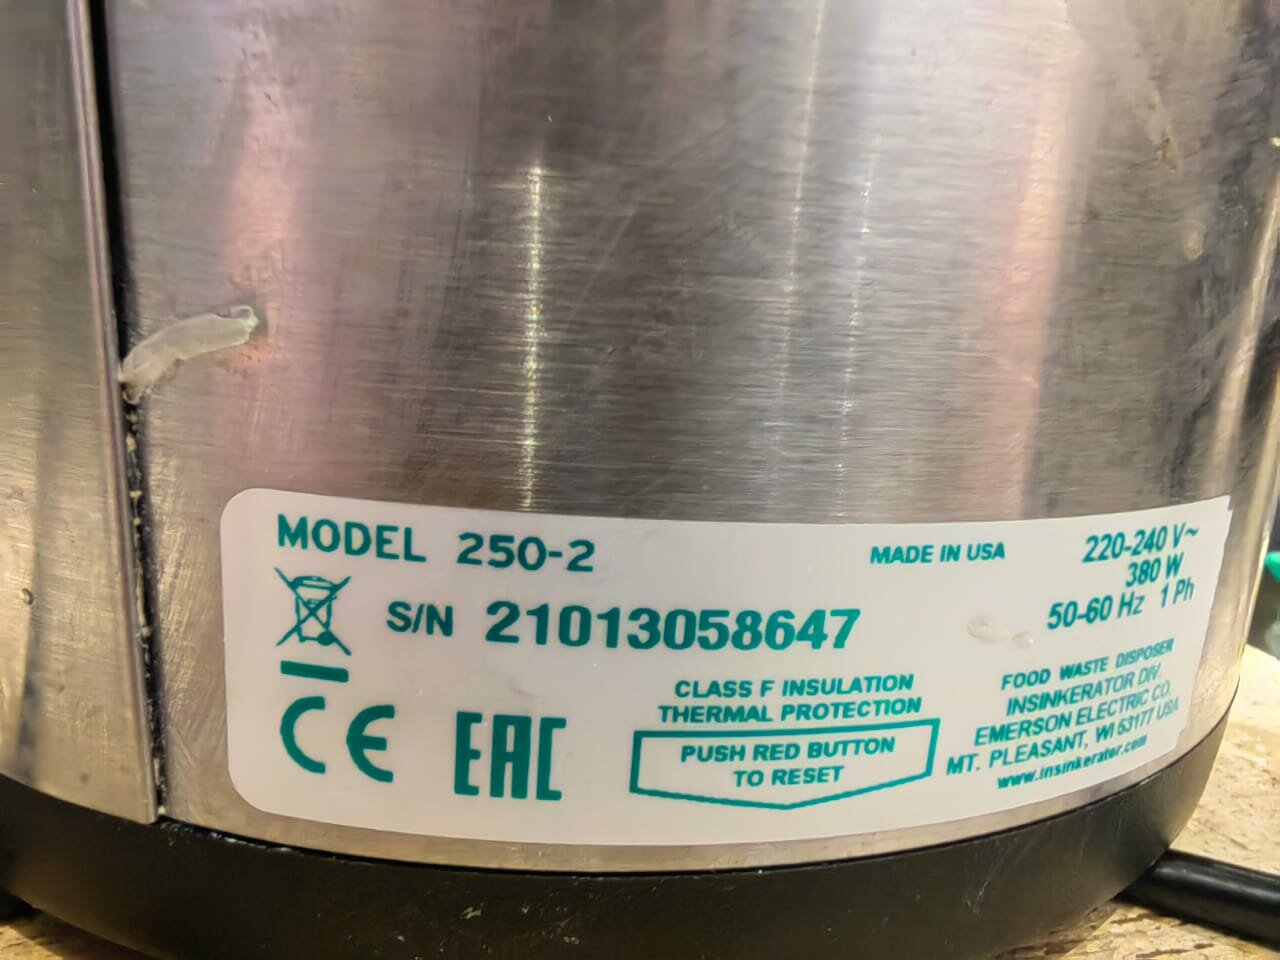 MODEL 250-2
MADE IN USA
220-240 V~
380 W
50-60 Hz 1 Ph
S/N 21013058647
CE
EAC
CLASS F INSULATION
THERMAL PROTECTION
PUSH RED BUTTON
TO RESET
FOOD WASTE DISPOSER
INSINKERATOR DIV.
EMERSON ELECTRIC CO.
MT. PLEASANT, WI 53177 USA
www.insinkerator.com